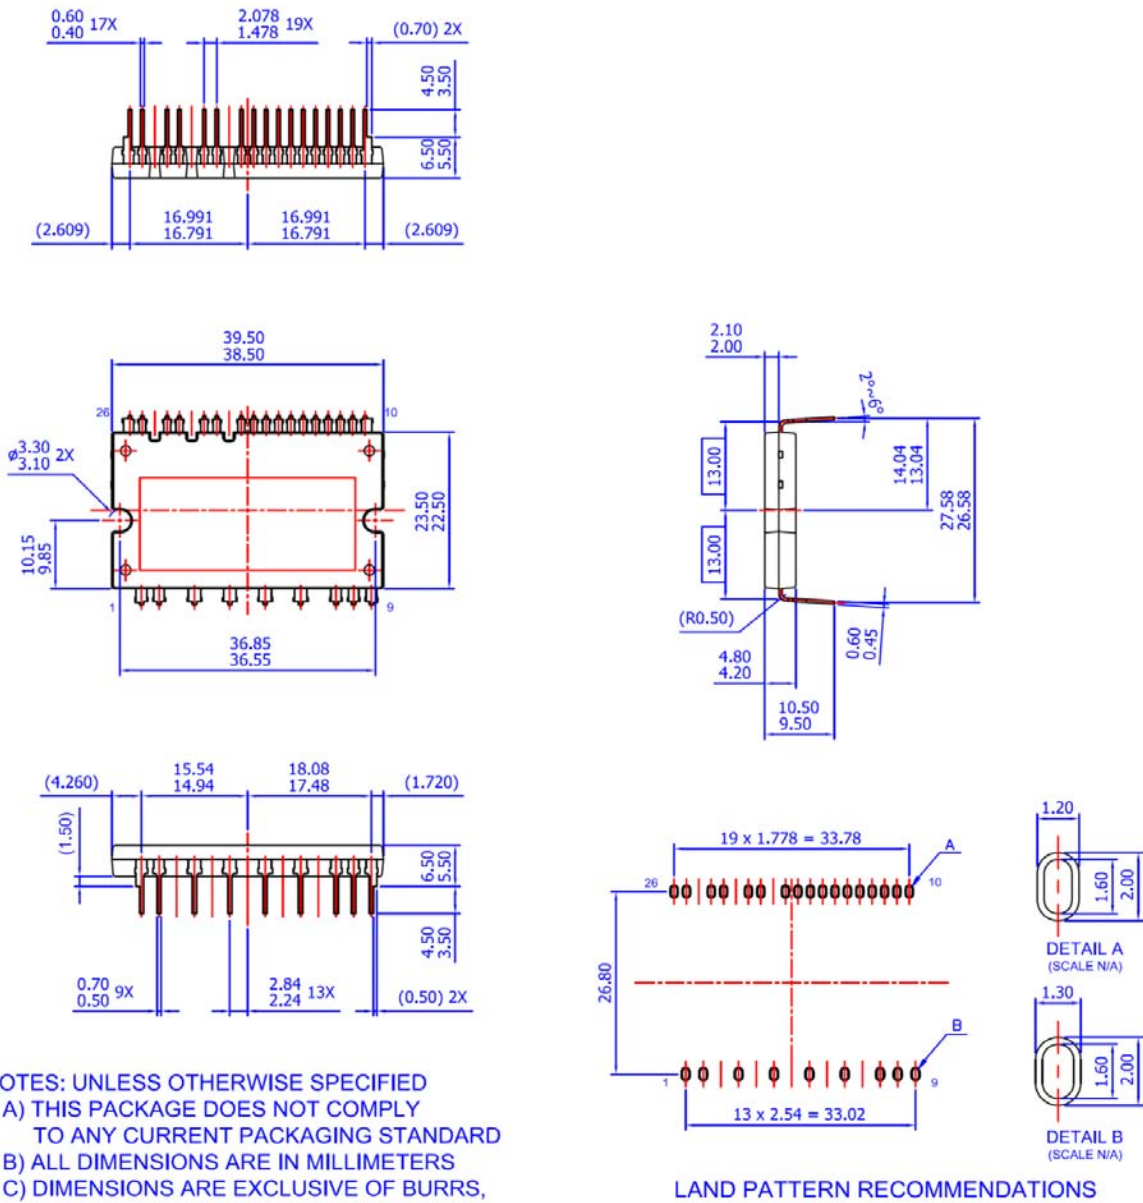 0.60
0.40 17X
2.078
1.478 19X
(0.70) 2X
4.50
3.50
6.50
5.50
(2.609)
16.991
16.791
16.991
16.791
(2.609)
39.50
38.50
26
10
ø3.30
3.10 2X
10.15
9.85
23.50
22.50
1
9
36.85
36.55
2.10
2.00
2°~6°
13.00
13.00
14.04
13.04
27.58
26.58
(R0.50)
0.60
0.45
4.80
4.20
10.50
9.50
(4.260)
15.54
14.94
18.08
17.48
(1.720)
(1.50)
6.50
5.50
4.50
3.50
0.70
0.50 9X
2.84
2.24 13X
(0.50) 2X
19 x 1.778 = 33.78
A
26
10
26.80
B
1
9
13 x 2.54 = 33.02
1.20
1.60
2.00
DETAIL A
(SCALE N/A)
1.30
1.60
2.00
DETAIL B
(SCALE N/A)
OTES: UNLESS OTHERWISE SPECIFIED
A) THIS PACKAGE DOES NOT COMPLY
TO ANY CURRENT PACKAGING STANDARD
B) ALL DIMENSIONS ARE IN MILLIMETERS
C) DIMENSIONS ARE EXCLUSIVE OF BURRS,
LAND PATTERN RECOMMENDATIONS